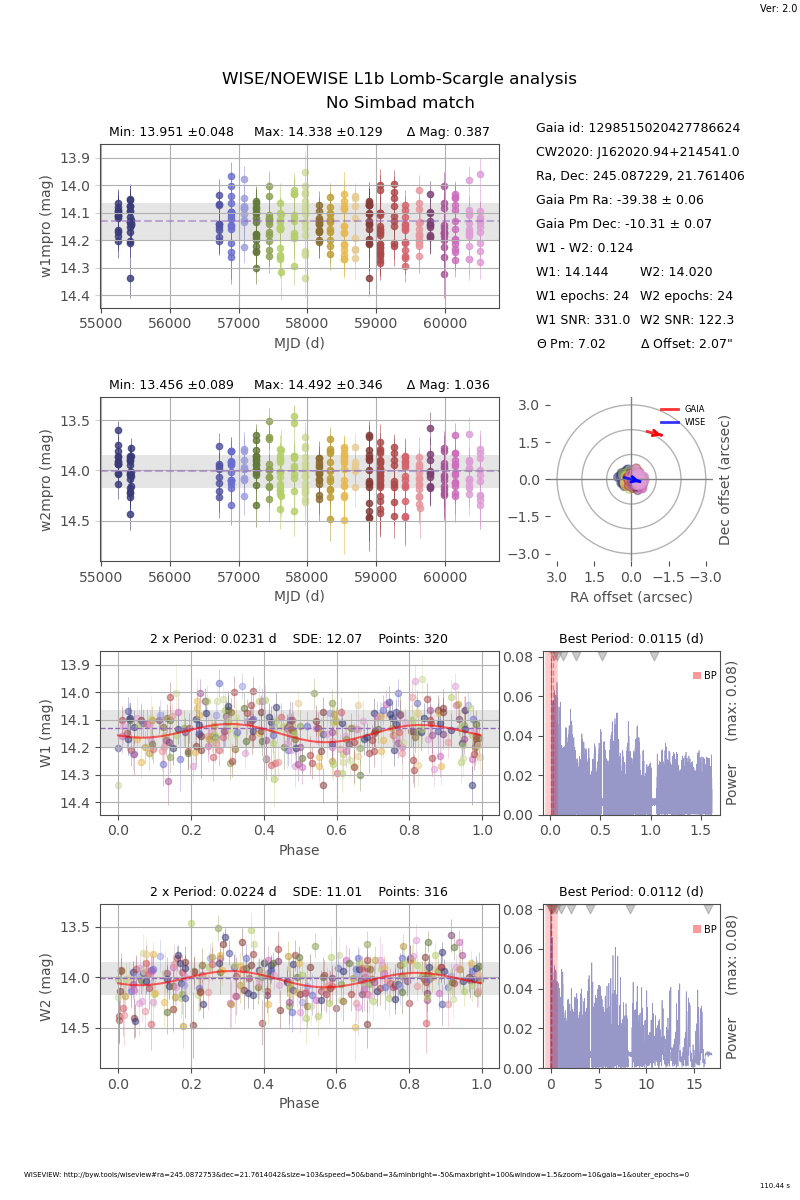 Ver: 2.0
WISE/NOEWISE L1b Lomb-Scargle analysis
No Simbad match
Min: 13.951 ±0.048 Max: 14.338 ±0.129 Δ Mag: 0.387
13.9
14.0
14.1
14.2
14.3
14.4
w1mpro (mag)
55000 56000 57000 58000 59000 60000
MJD (d)
Gaia id: 1298515020427786624
CW2020: J162020.94+214541.0
Ra, Dec: 245.087229, 21.761406
Gaia Pm Ra: -39.38 ± 0.06
Gaia Pm Dec: -10.31 ± 0.07
W1 - W2: 0.124
W1: 14.144 W2: 14.020
W1 epochs: 24 W2 epochs: 24
W1 SNR: 331.0 W2 SNR: 122.3
Θ Pm: 7.02 Δ Offset: 2.07"
Min: 13.456 ±0.089 Max: 14.492 ±0.346 Δ Mag: 1.036
13.5
14.0
14.5
w2mpro (mag)
55000 56000 57000 58000 59000 60000
MJD (d)
GAIA
WISE
3.0
1.5
0.0
−1.5
−3.0
Dec offset (arcsec)
3.0 1.5 0.0 −1.5 −3.0
RA offset (arcsec)
2 x Period: 0.0231 d SDE: 12.07 Points: 320
13.9
14.0
14.1
14.2
14.3
14.4
W1 (mag)
0.0 0.2 0.4 0.6 0.8 1.0
Phase
Best Period: 0.0115 (d)
BP
0.08
0.06
0.04
0.02
0.00
Power (max: 0.08)
0.0 0.5 1.0 1.5
2 x Period: 0.0224 d SDE: 11.01 Points: 316
13.5
14.0
14.5
W2 (mag)
0.0 0.2 0.4 0.6 0.8 1.0
Phase
Best Period: 0.0112 (d)
BP
0.08
0.06
0.04
0.02
0.00
Power (max: 0.08)
0 5 10 15
WISEVIEW: http://byw.tools/wiseview#ra=245.0872753&dec=21.7614042&size=103&speed=50&band=3&minbright=-50&maxbright=100&window=1.5&zoom=10&gaia=1&outer_epochs=0
110.44 s